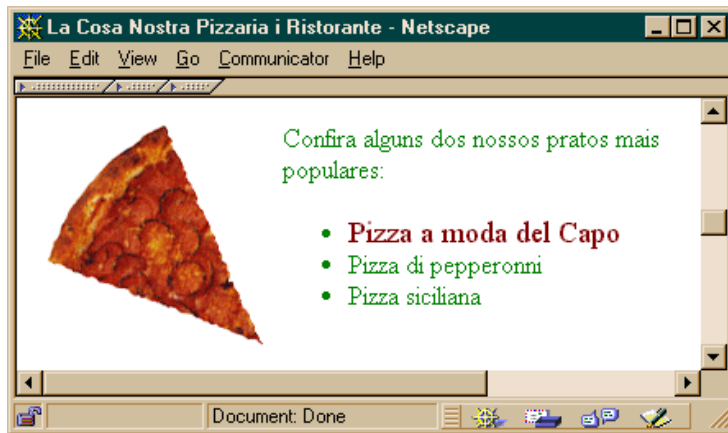 La Cosa Nostra Pizzaria i Ristorante - Netscape
File Edit View Go Communicator Help
Confira alguns dos nossos pratos mais
populares:
• Pizza a moda del Capo
• Pizza di pepperonni
• Pizza siciliana
Document: Done